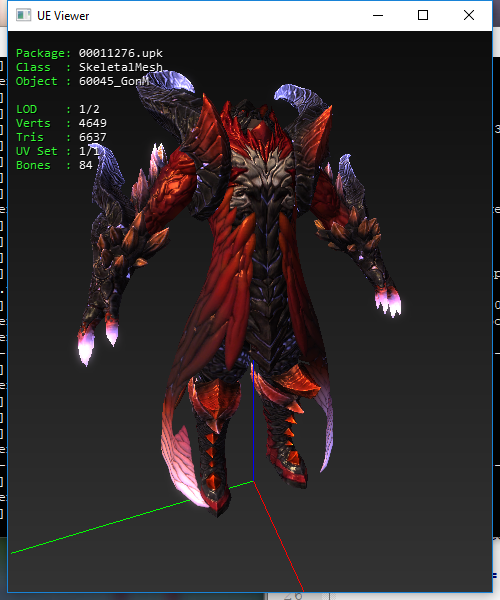 UE Viewer
Package: 00011276.upk
Class : SkeletalMesh
Object : 60045_GonM
LOD : 1/2
Verts : 4649
Tris : 6637
UV Set : 1/1
Bones : 84